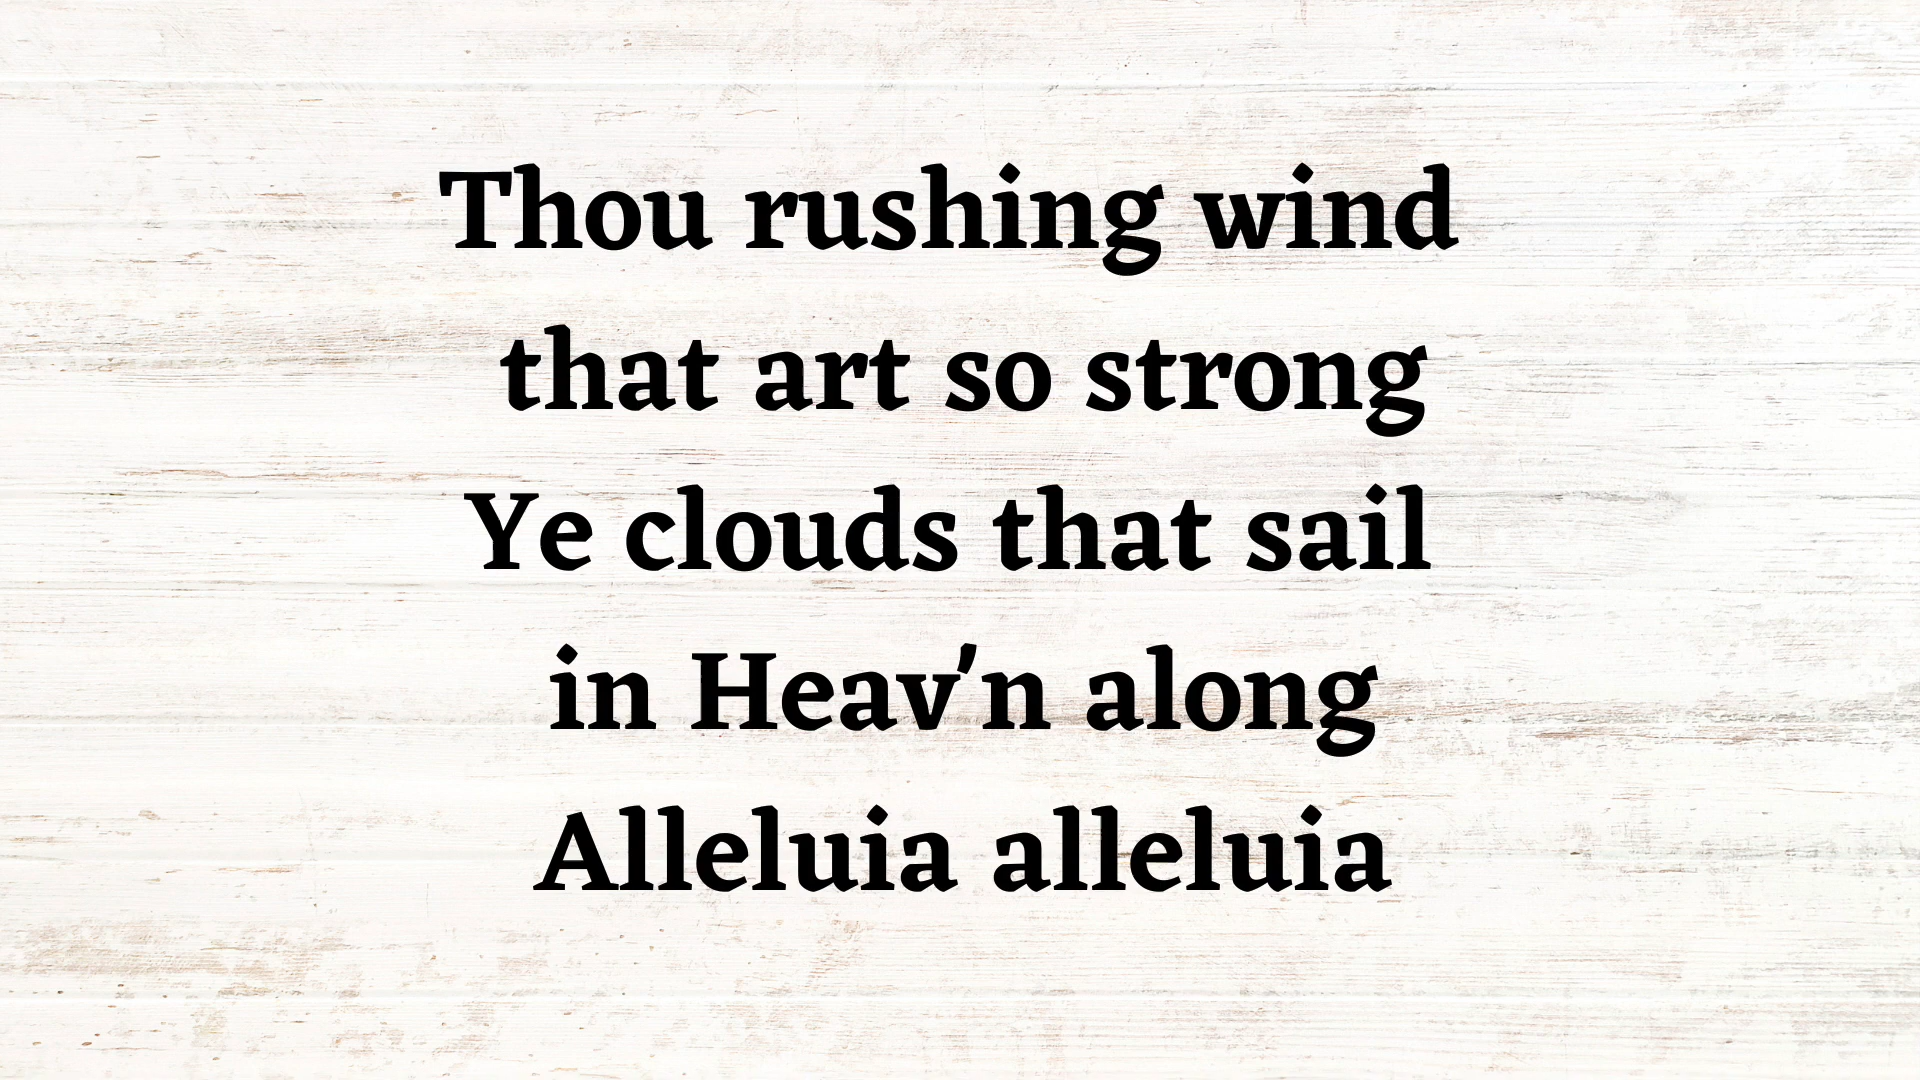 Thou rushing wind
that art so strong
Ye clouds that sail
in Heav'n along
Alleluia alleluia